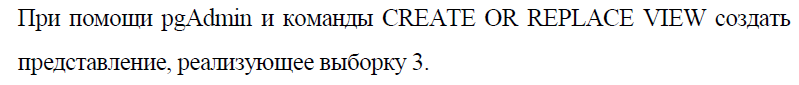 При помощи pgAdmin и команды CREATE OR REPLACE VIEW создать
представление, реализующее выборку 3.